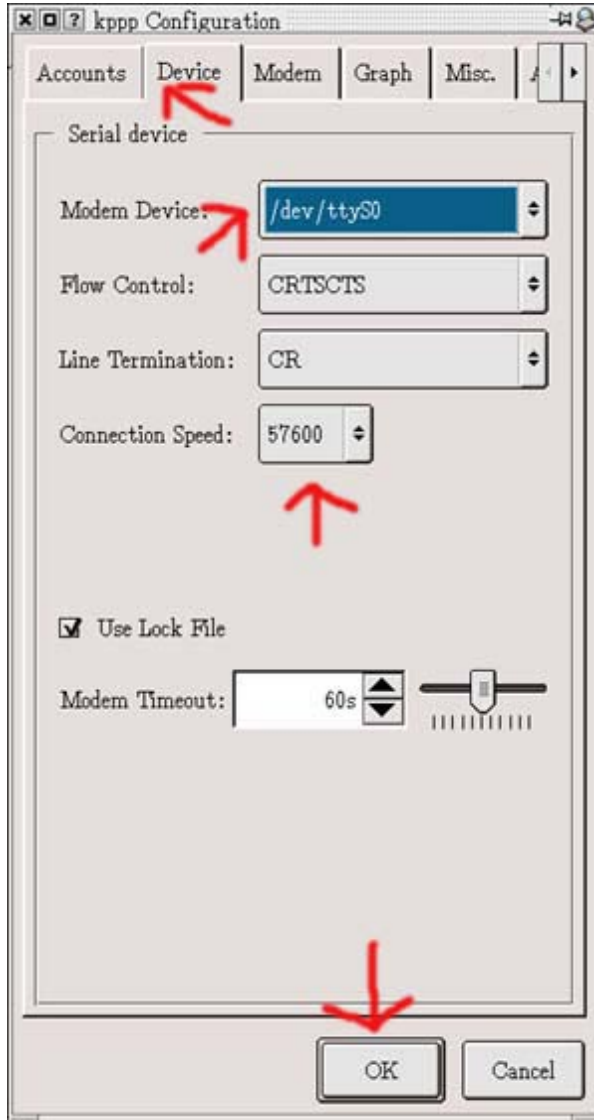 kppp Configuration
Accounts Device Modem Graph Misc.
Serial device
Modem Device: /dev/ttyS0
Flow Control: CRTSCTS
Line Termination: CR
Connection Speed: 57600
Use Lock File
Modem Timeout: 60s
OK Cancel